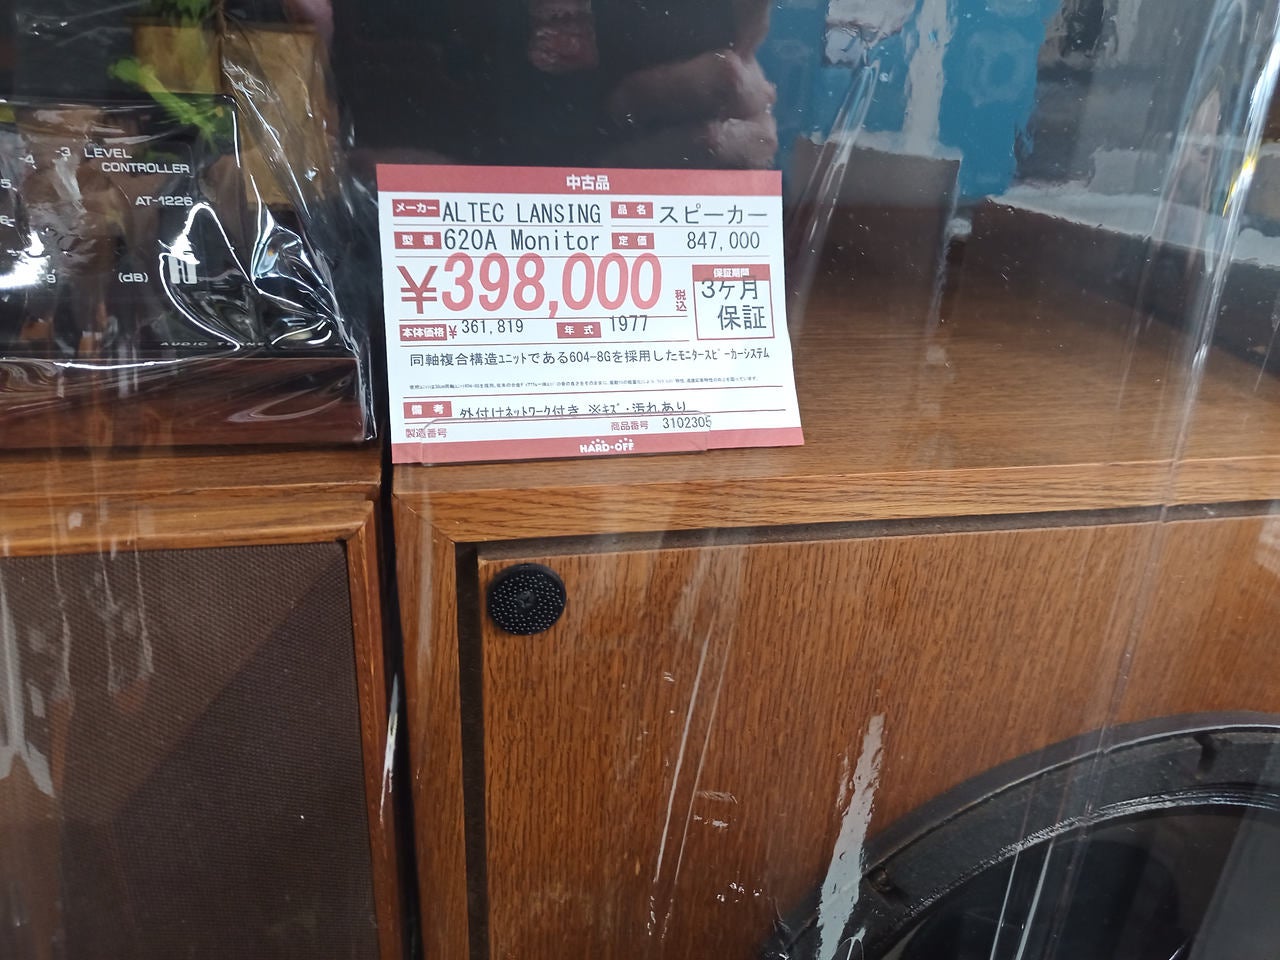 -4 -3 LEVEL
CONTROLLER
AT-1226
(dB)
中古品
メーカー ALTEC LANSING 品名 スピーカー
型番 620A Monitor 定価 847,000
¥398,000 税込
保証期間
3ヶ月
保証
本体価格 ¥ 361,819 年式 1977
同軸複合構造ユニットである604-8Gを採用したモニタースピーカーシステム
備考 外付けネットワーク付き ※キズ・汚れあり
製造番号 商品番号 3102305
HARD・OFF